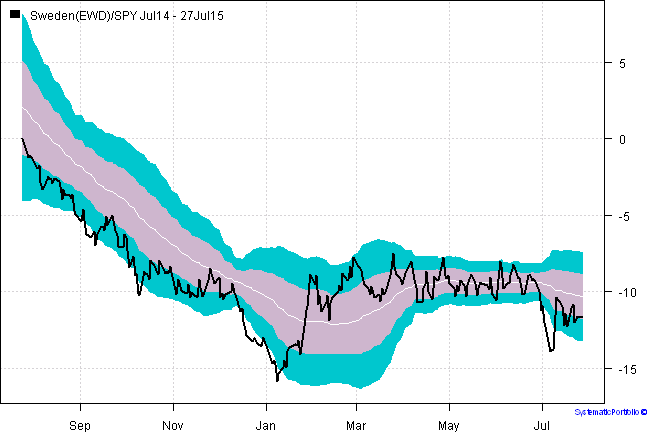 Sweden(EWD)/SPY Jul14 - 27Jul15
5
0
-5
-10
-15
Sep Nov Jan Mar May Jul
SystematicPortfolio ©